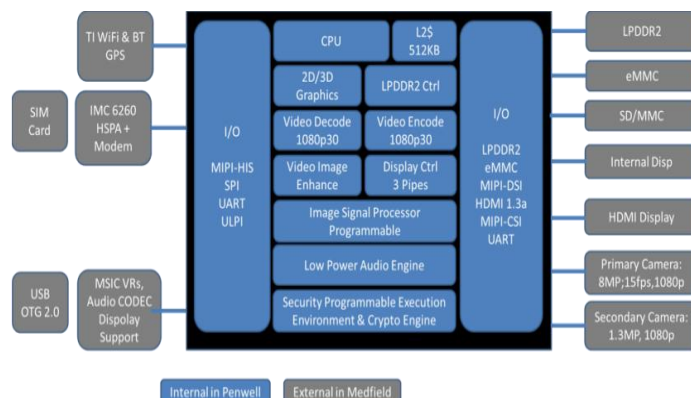 TI WiFi & BT
GPS
SIM
Card
IMC 6260
HSPA +
Modem
USB
OTG 2.0
MSIC VRs,
Audio CODEC
Dispolay
Support
I/O
MIPI-HIS
SPI
UART
ULPI
CPU
L2$
512KB
2D/3D
Graphics
LPDDR2 Ctrl
Video Decode
1080p30
Video Encode
1080p30
Video Image
Enhance
Display Ctrl
3 Pipes
Image Signal Processor
Programmable
Low Power Audio Engine
Security Programmable Execution
Environment & Crypto Engine
I/O
LPDDR2
eMMC
MIPI-DSI
HDMI 1.3a
MIPI-CSI
UART
LPDDR2
eMMC
SD/MMC
Internal Disp
HDMI Display
Primary Camera:
8MP;15fps,1080p
Secondary Camera:
1.3MP, 1080p
Internal in Penwell
External in Medfield